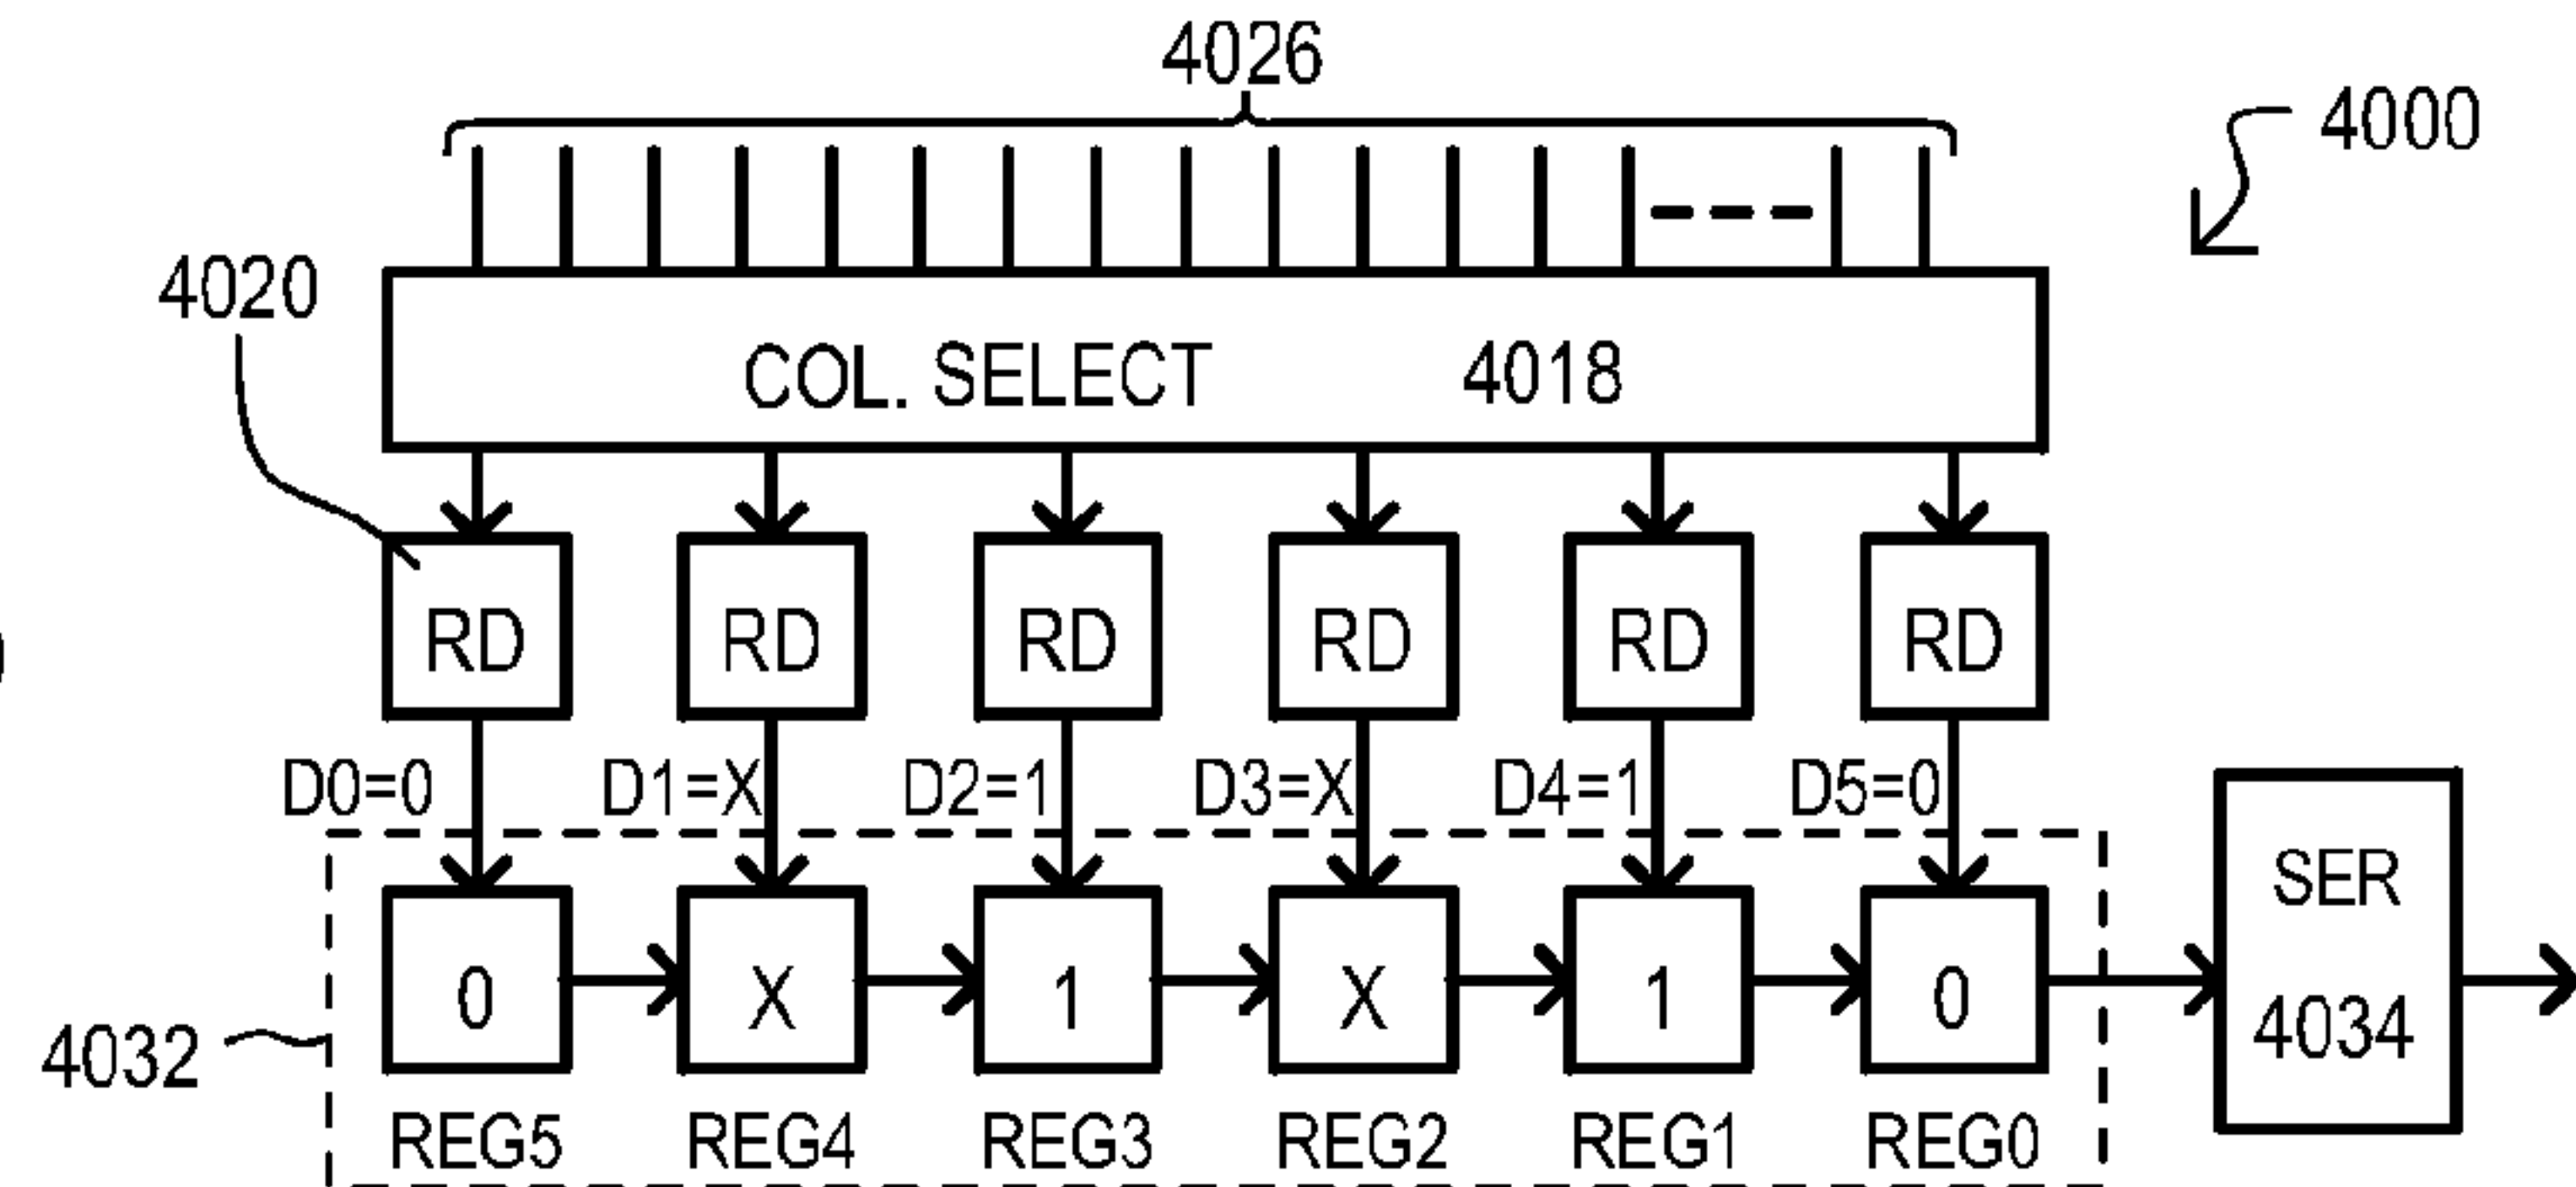 4026
4000
4020
COL. SELECT 4018
RD RD RD RD RD RD
D0=0 D1=X D2=1 D3=X D4=1 D5=0
SER
4034
0 X 1 X 1 0
4032
REG5 REG4 REG3 REG2 REG1 REG0